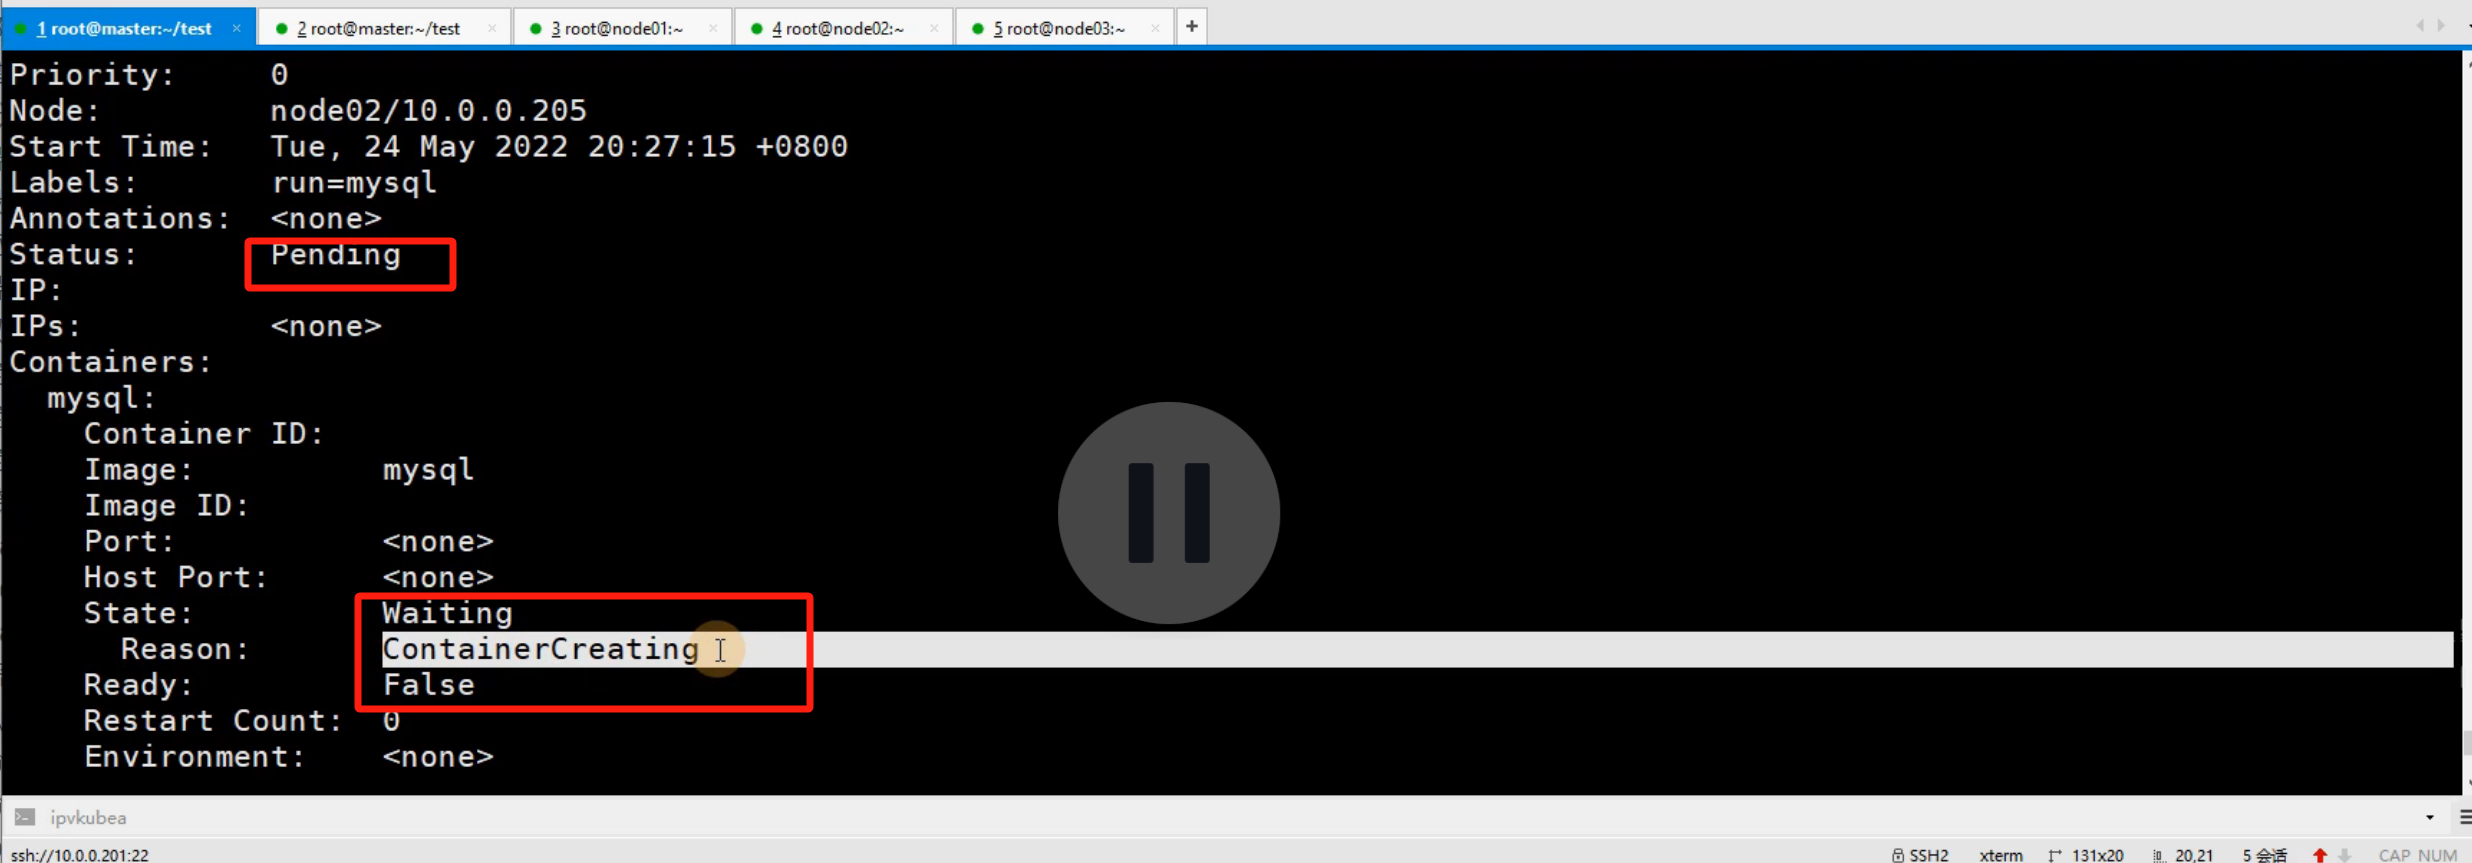 1 root@master:~/test × 2 root@master:~/test × 3 root@node01:~ × 4 root@node02:~ × 5 root@node03:~ × +
Priority: 0
Node: node02/10.0.0.205
Start Time: Tue, 24 May 2022 20:27:15 +0800
Labels: run=mysql
Annotations: <none>
Status: Pending
IP:
IPs: <none>
Containers:
mysql:
Container ID:
Image: mysql
Image ID:
Port: <none>
Host Port: <none>
State: Waiting
Reason: ContainerCreating
Ready: False
Restart Count: 0
Environment: <none>
ipvkubea
ssh://10.0.0.201:22 SSH2 xterm 131x20 20,21 5 会话 CAP NUM